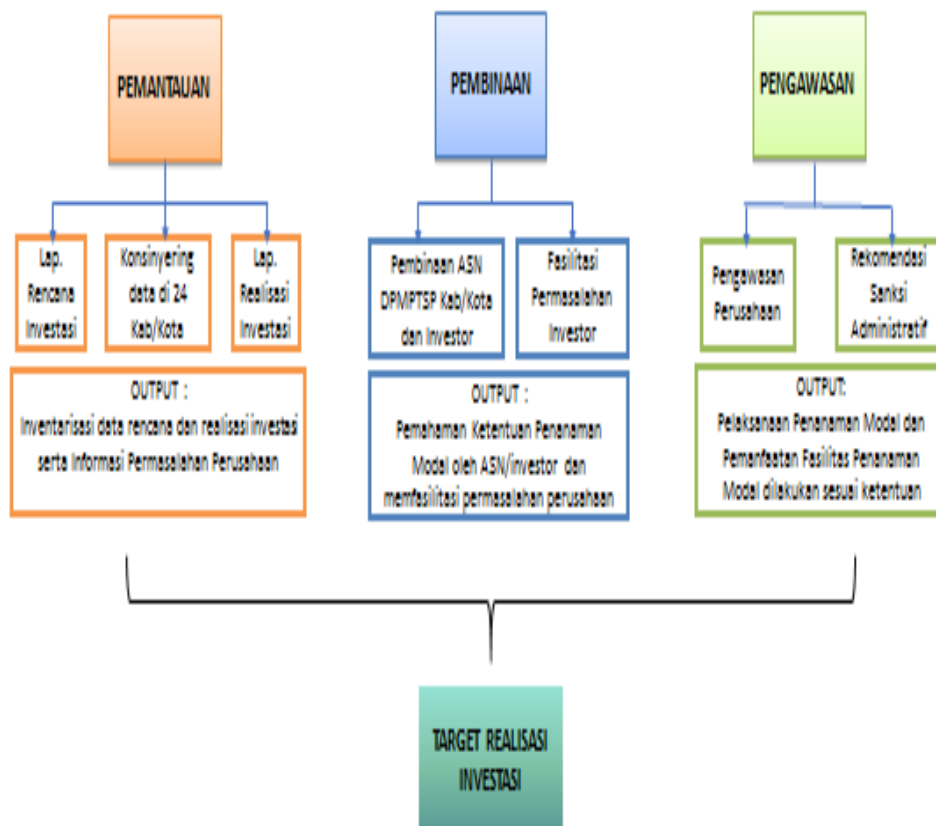 PEMANTAUAN
Lap.
Rencana
Investasi
Konsinyering
data di 24
Kab/Kota
Lap.
Realisasi
Investasi
OUTPUT :
Inventarisasi data rencana dan realisasi investasi
serta Informasi Permasalahan Perusahaan
PEMBINAAN
Pembinaan ASN
DPMPTSP Kab/Kota
dan Investor
Fasilitasi
Permasalahan
Investor
OUTPUT :
Pemahaman Ketentuan Penanaman
Modal oleh ASN/investor dan
memfasilitasi permasalahan perusahaan
PENGAWASAN
Pengawasan
Perusahaan
Rekomendasi
Sanksi
Administratif
OUTPUT:
Pelaksanaan Penanaman Modal dan
Pemanfaatan Fasilitas Penanaman
Modal dilakukan sesuai ketentuan
TARGET REALISASI
INVESTASI